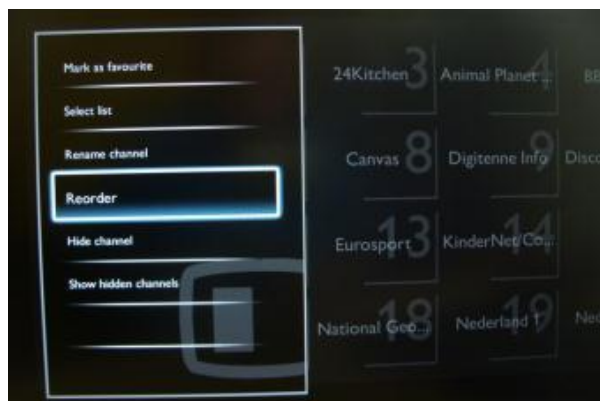 Mark as favourite
Select list
Rename channel
Reorder
Hide channel
Show hidden channels
24Kitchen 3
Animal Planet ... 4
Canvas 8
Digitenne Info 9
Disco
Eurosport 13
KinderNet/Co... 14
National Geo... 18
Nederland 1 19